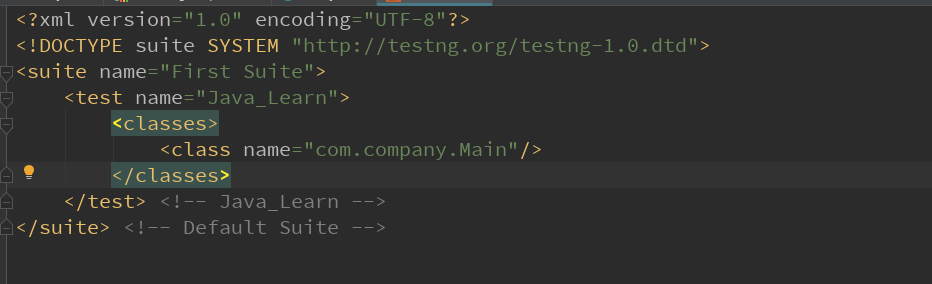 <?xml version="1.0" encoding="UTF-8"?>
<!DOCTYPE suite SYSTEM "http://testng.org/testng-1.0.dtd">
<suite name="First Suite">
    <test name="Java_Learn">
        <classes>
            <class name="com.company.Main"/>
        </classes>
    </test> <!-- Java_Learn -->
</suite> <!-- Default Suite -->